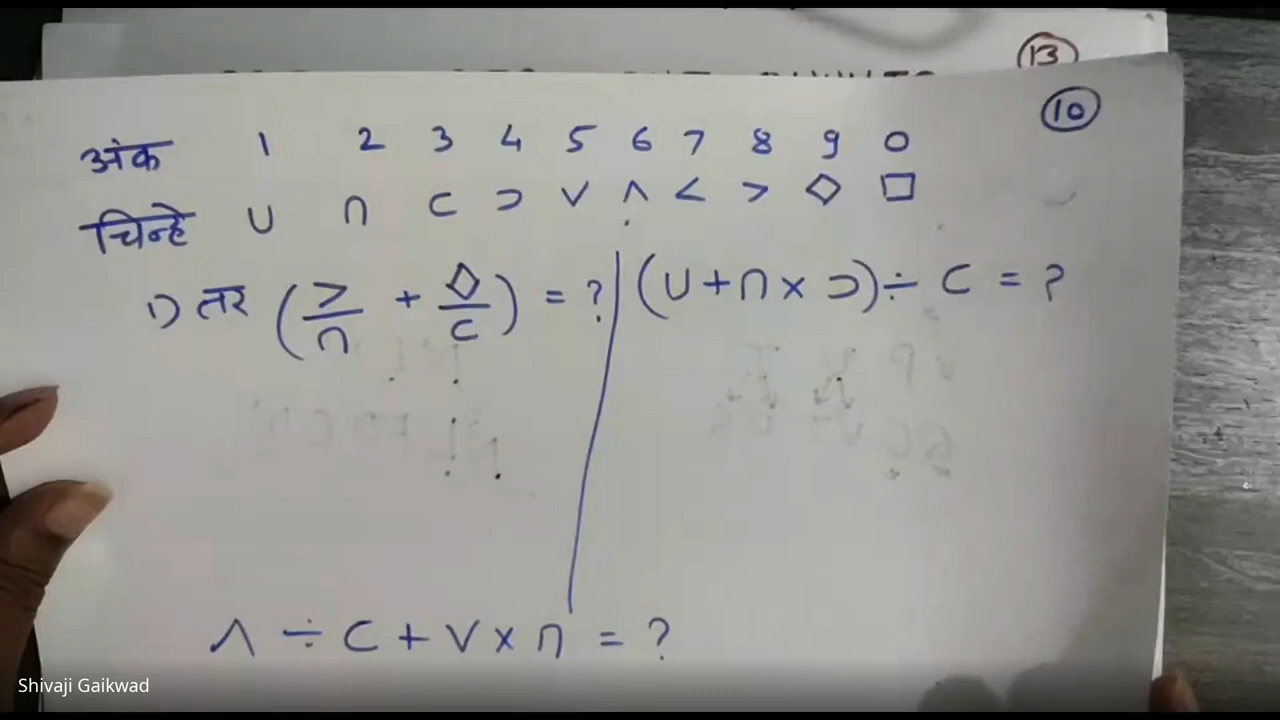 13
10
अंक 1 2 3 4 5 6 7 8 9 0
चिन्हे ∪ ∩ ⊂ ⊃ ∨ ∧ < > ◇ □
1) तर (>/∩ + ◇/⊂) = ? | (∪ + ∩ × ⊃) ÷ ⊂ = ?
∧ ÷ ⊂ + ∨ × ∩ = ?
Shivaji Gaikwad